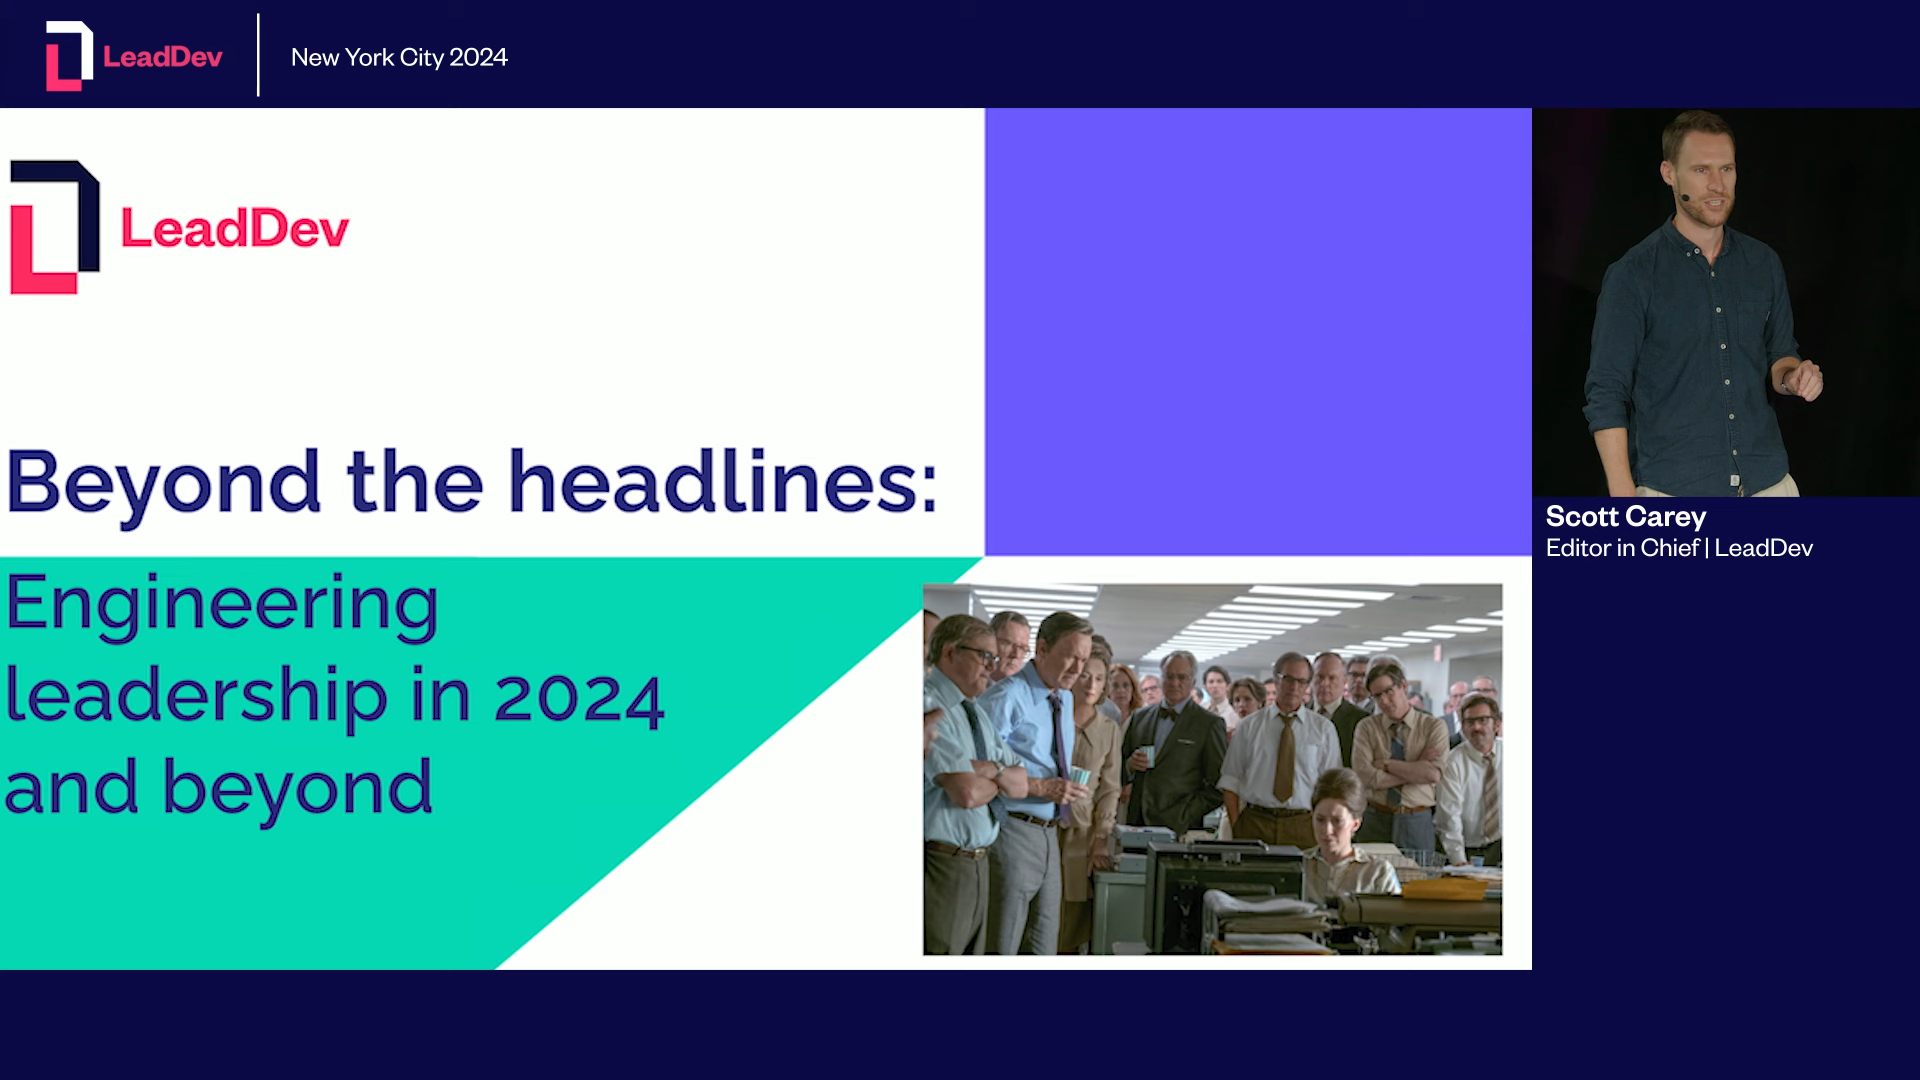 LeadDev
New York City 2024
LeadDev
Beyond the headlines:
Engineering
leadership in 2024
and beyond
Scott Carey
Editor in Chief | LeadDev